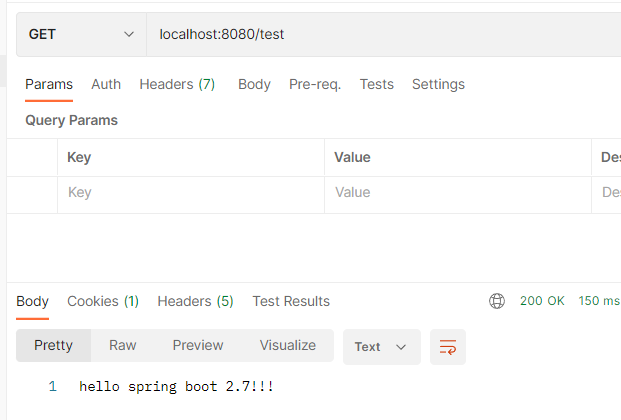 GET localhost:8080/test
Params Auth Headers (7) Body Pre-req. Tests Settings
Query Params
Key Value Des
Key Value Des
Body Cookies (1) Headers (5) Test Results 200 OK 150 ms
Pretty Raw Preview Visualize Text
1 hello spring boot 2.7!!!